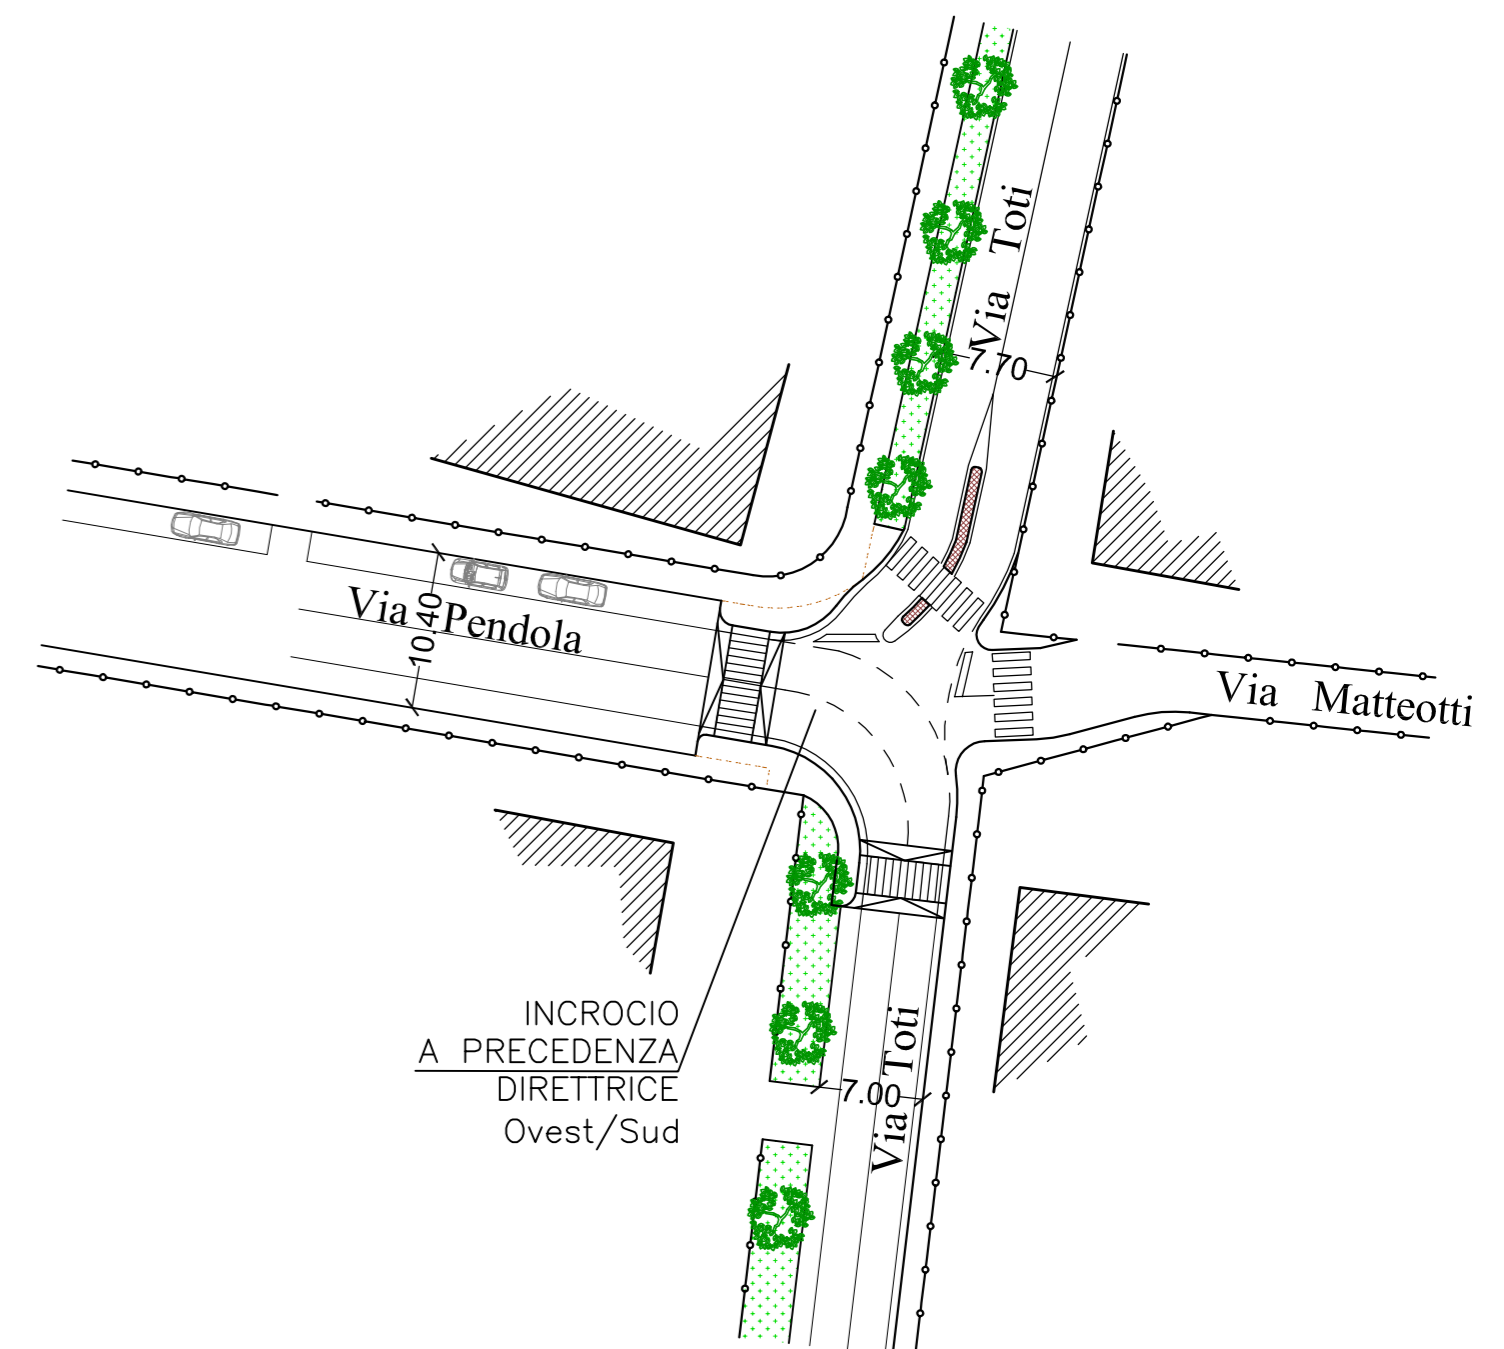 Via Toti
7.70
Via Pendola
10.40
Via Matteotti
INCROCIO
A PRECEDENZA
DIRETTRICE
Ovest/Sud
7.00
Via Toti